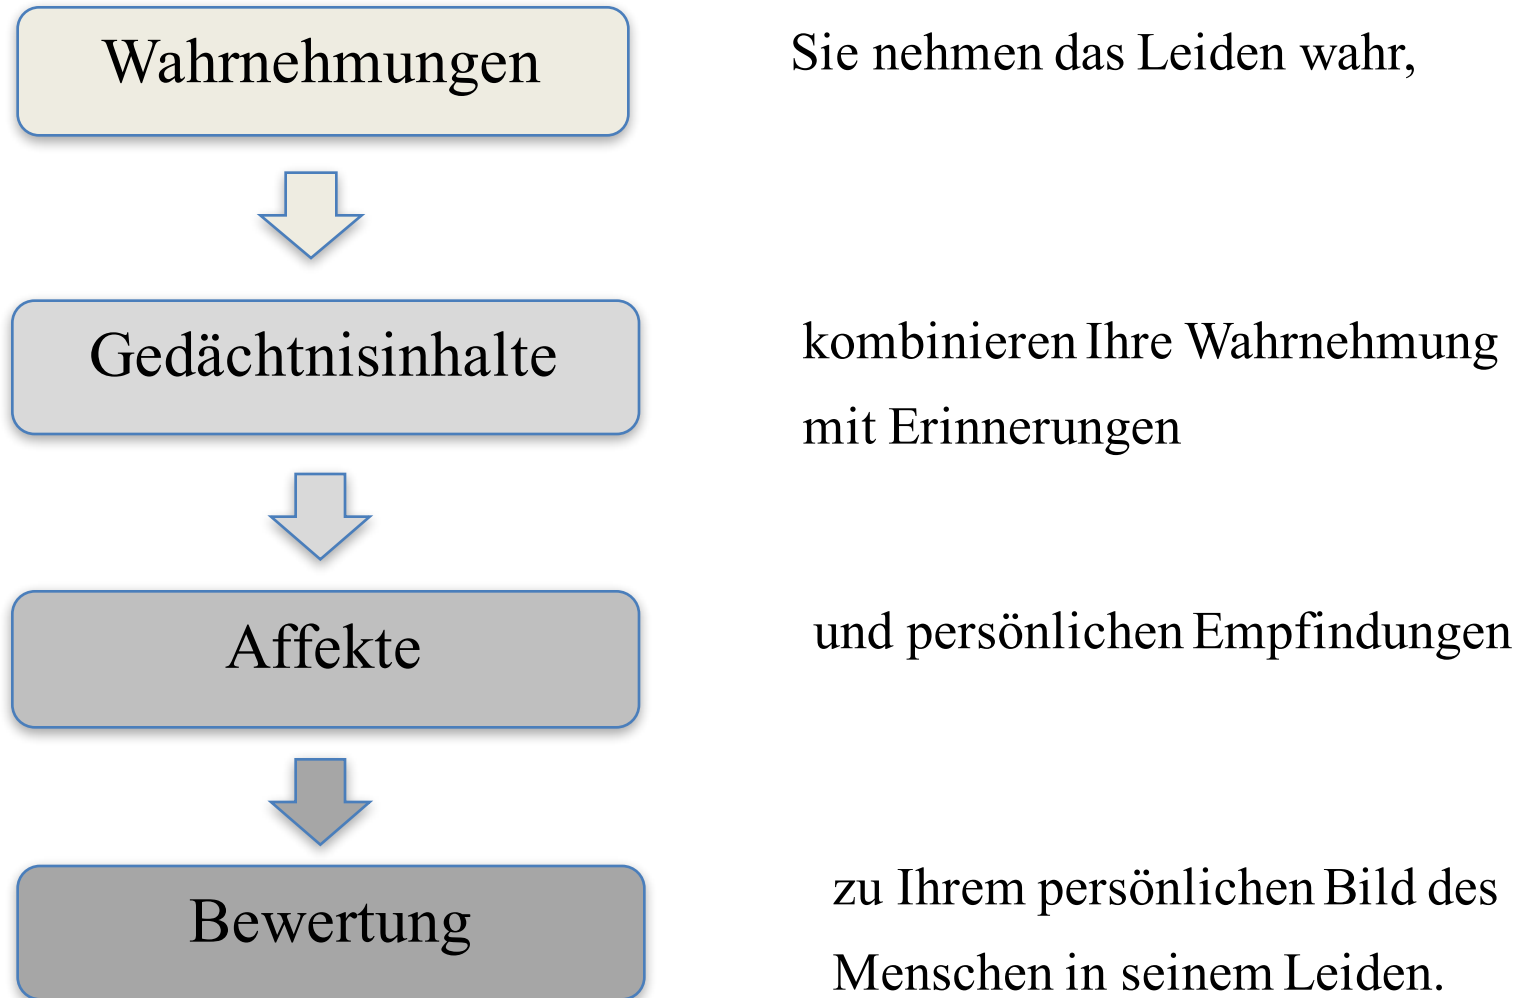 Wahrnehmungen
Sie nehmen das Leiden wahr,
Gedächtnisinhalte
kombinieren Ihre Wahrnehmung
mit Erinnerungen
Affekte
und persönlichen Empfindungen
Bewertung
zu Ihrem persönlichen Bild des
Menschen in seinem Leiden.